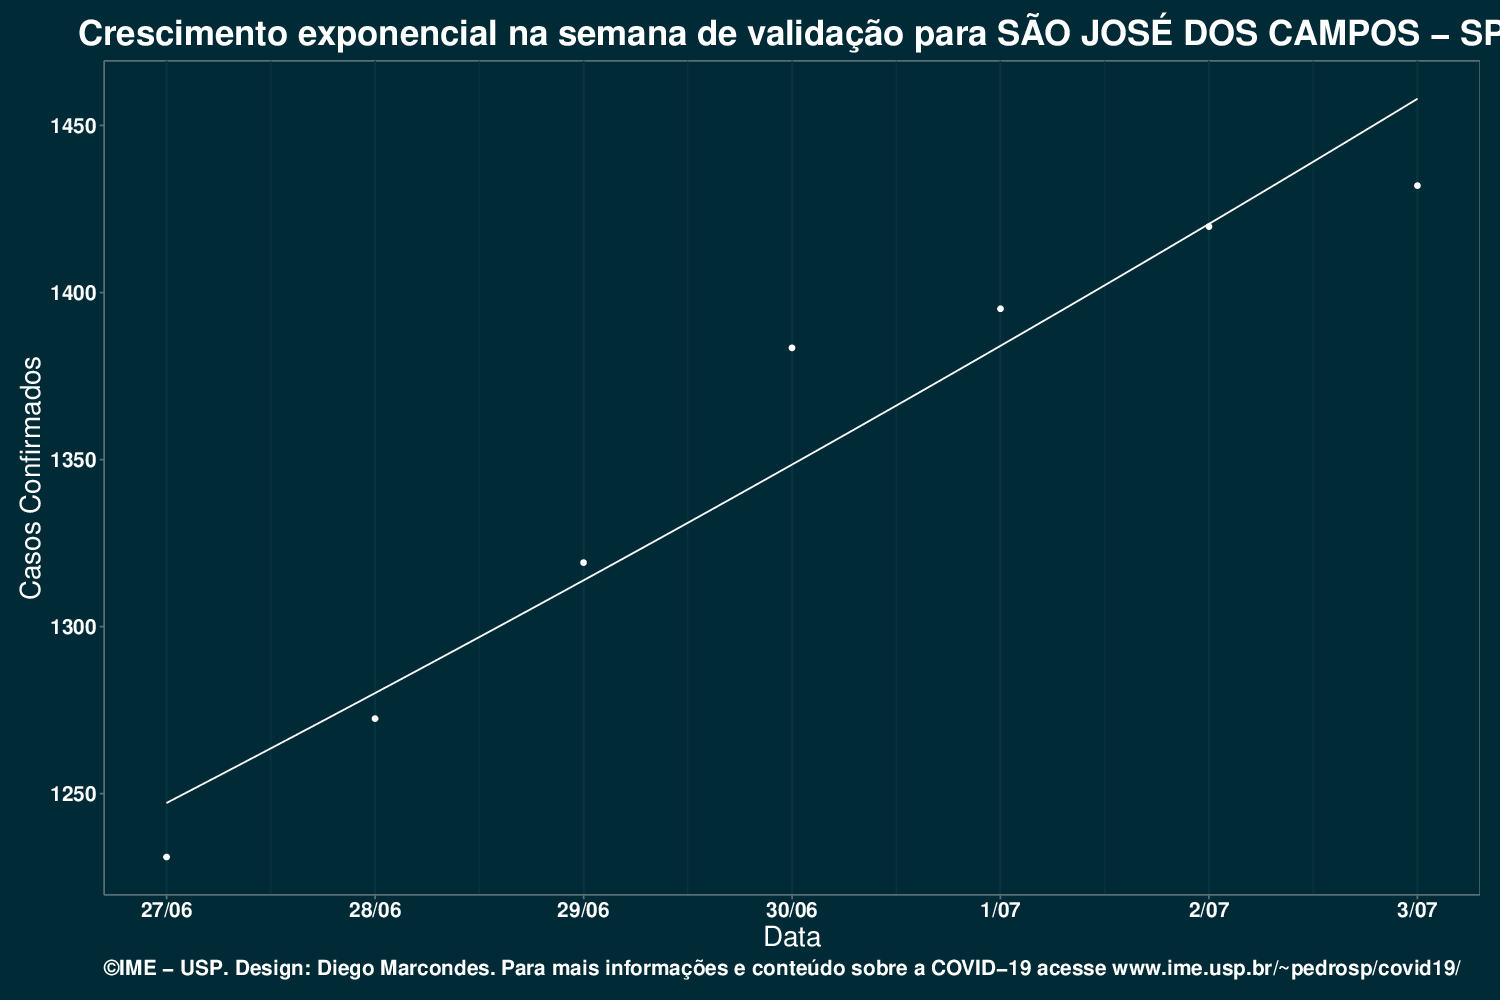 Crescimento exponencial na semana de validação para SÃO JOSÉ DOS CAMPOS – SP
1450
1400
1350
1300
1250
Casos Confirmados
27/06 28/06 29/06 30/06 1/07 2/07 3/07
Data
©IME – USP. Design: Diego Marcondes. Para mais informações e conteúdo sobre a COVID–19 acesse www.ime.usp.br/~pedrosp/covid19/